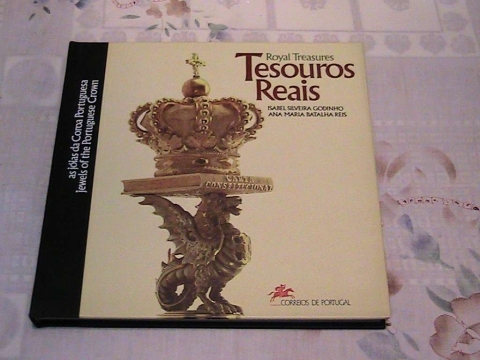 as Jóias da Coroa Portuguesa
Jewels of the Portuguese Crown
Royal Treasures
Tesouros
Reais
ISABEL SILVEIRA GODINHO
ANA MARIA BATALHA REIS
CARTA
CONSTITUCIONAL
CORREIOS DE PORTUGAL